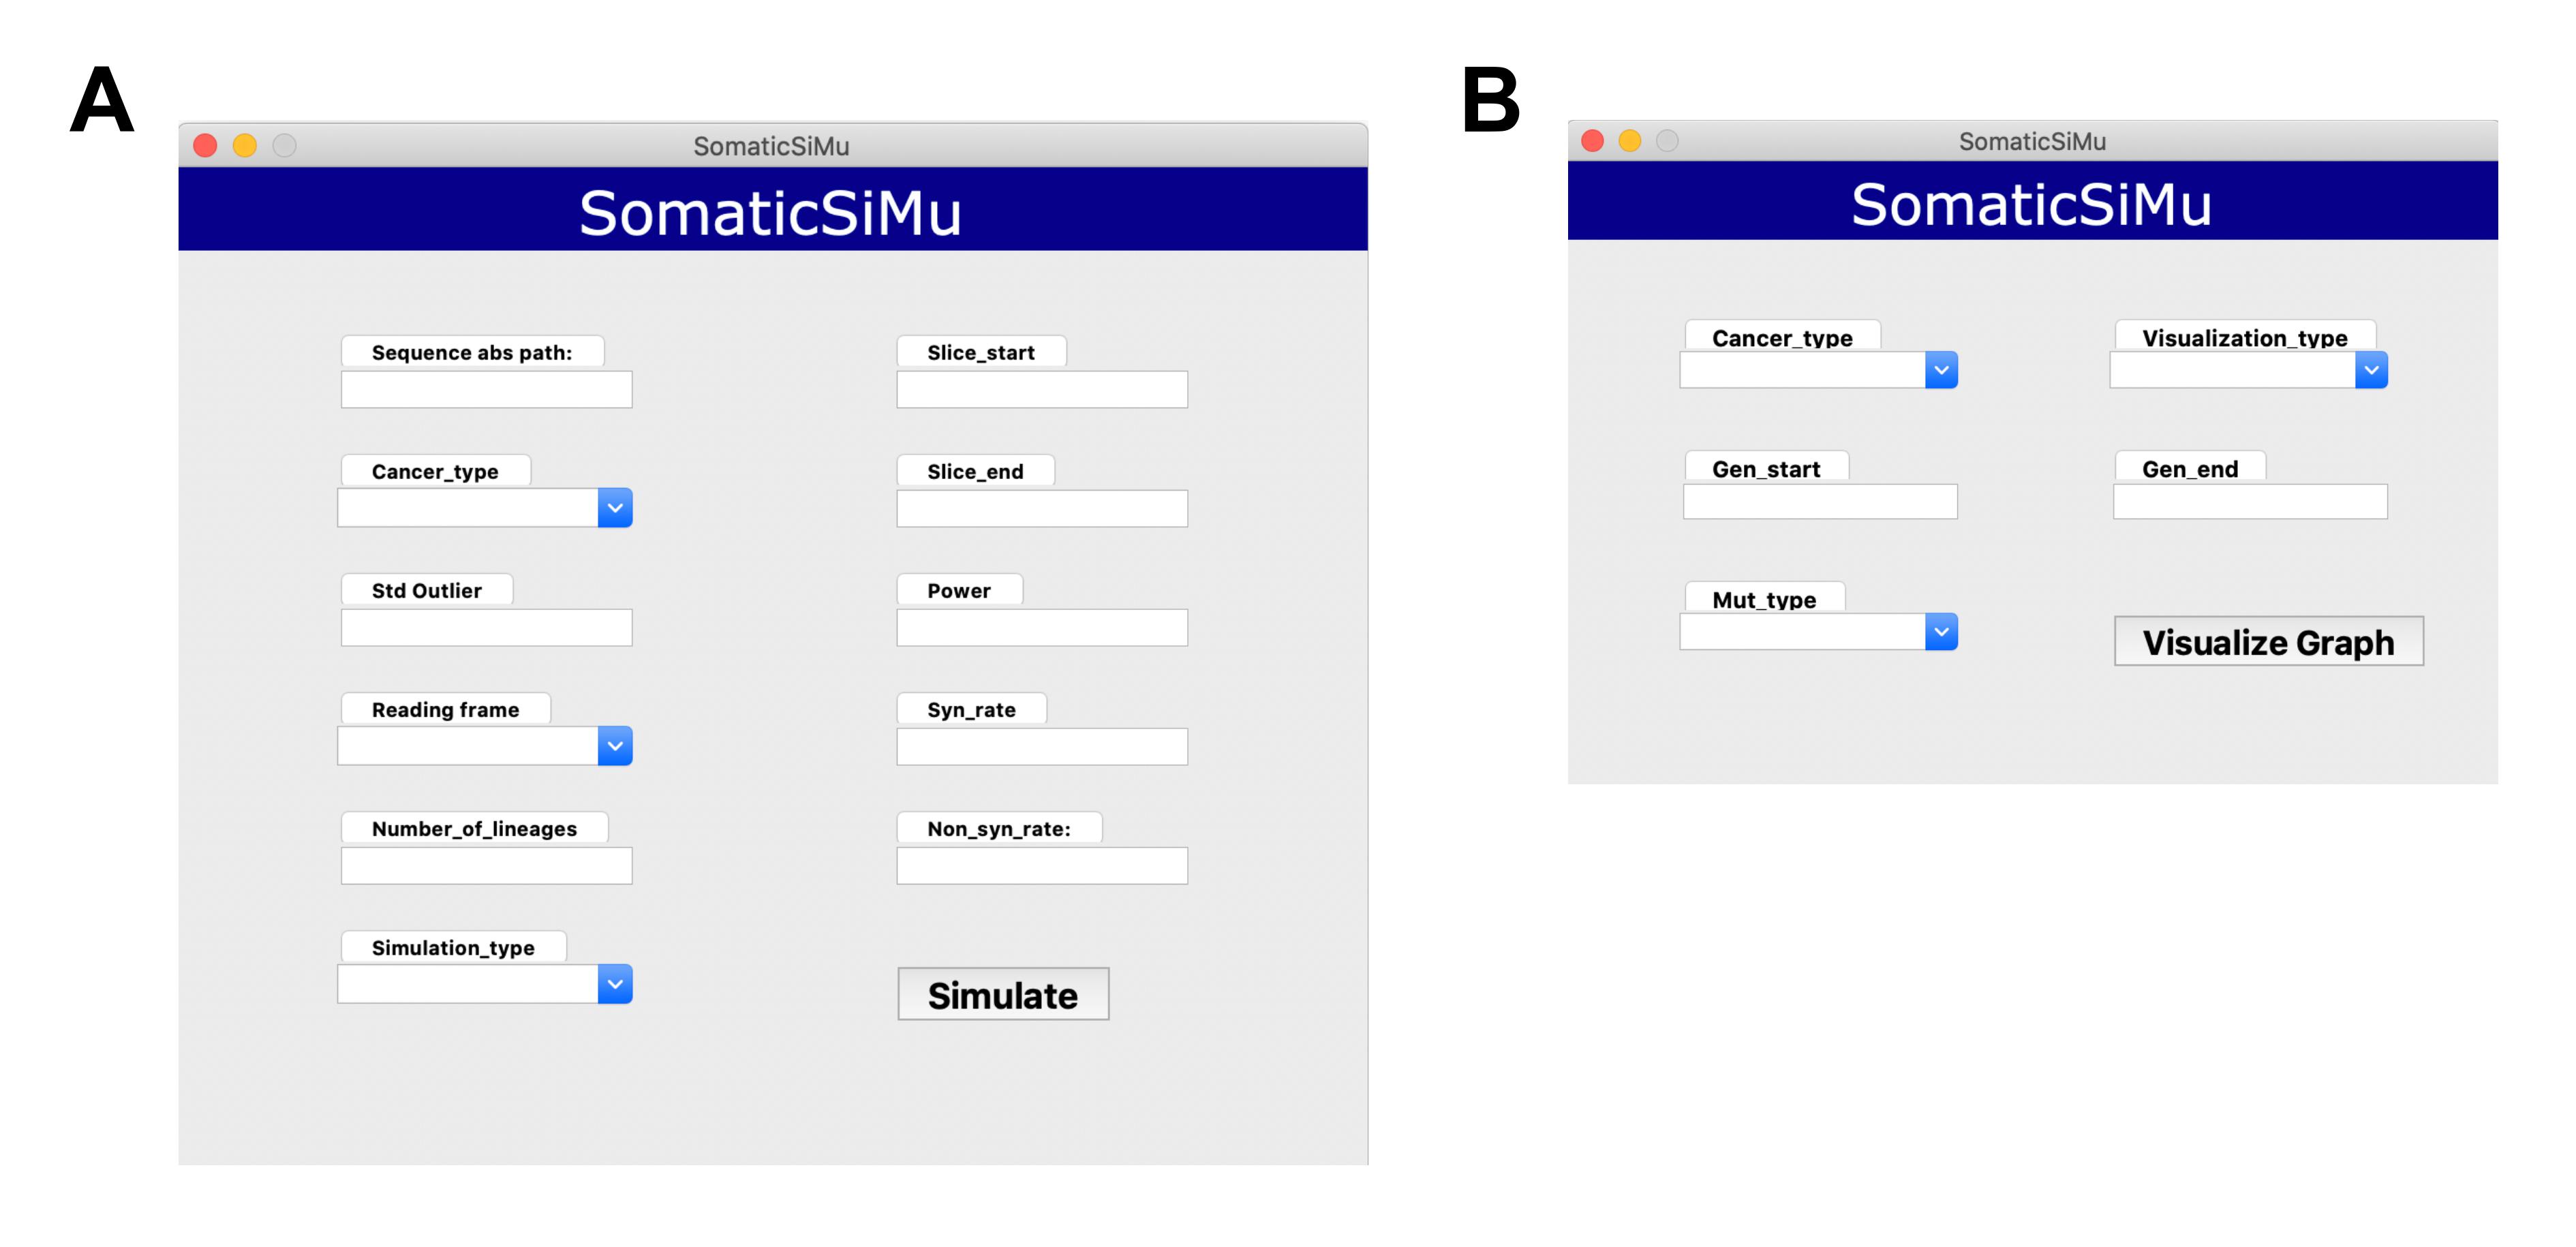 A
SomaticSiMu
SomaticSiMu
Sequence abs path:
Slice_start
Cancer_type
Slice_end
Std Outlier
Power
Reading frame
Syn_rate
Number_of_lineages
Non_syn_rate:
Simulation_type
Simulate
B
SomaticSiMu
SomaticSiMu
Cancer_type
Visualization_type
Gen_start
Gen_end
Mut_type
Visualize Graph